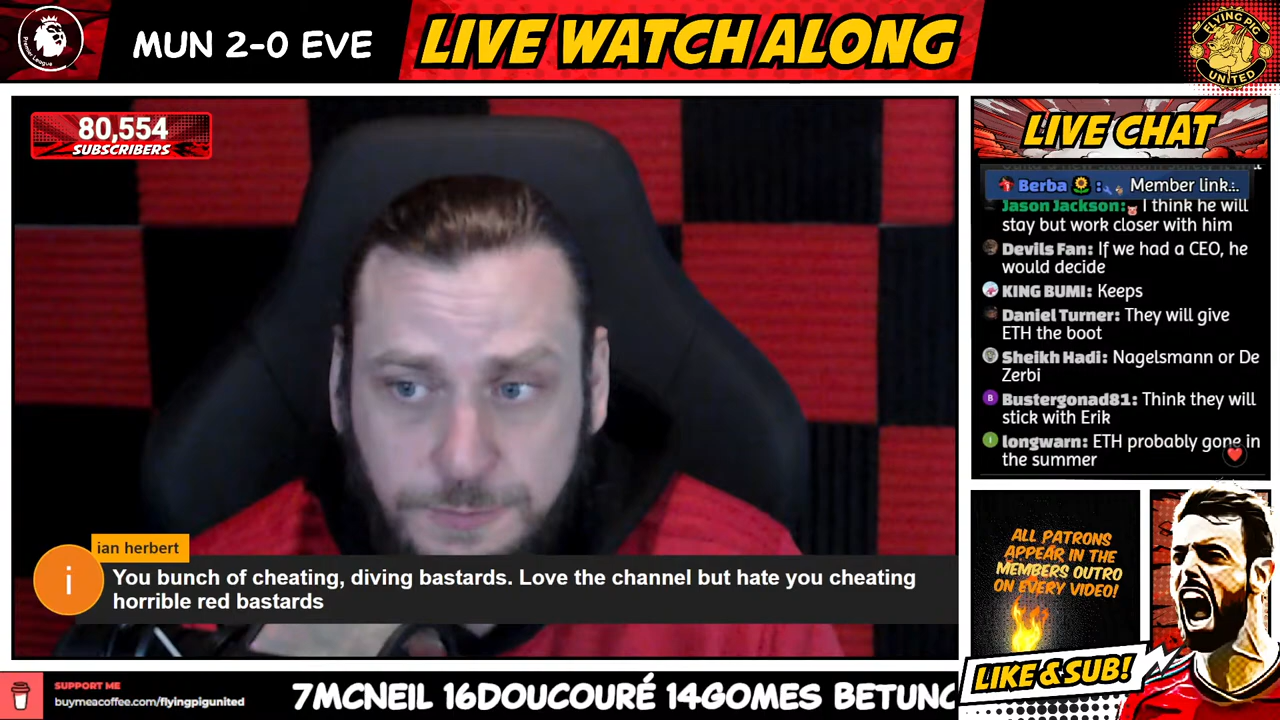 Premier League
MUN 2-0 EVE
LIVE WATCH ALONG
FLYING PIG
UNITED
80,554
SUBSCRIBERS
LIVE CHAT
Berba 🌻 : Member link..
Jason Jackson: I think he will
stay but work closer with him
Devils Fan: If we had a CEO, he
would decide
KING BUMI: Keeps
Daniel Turner: They will give
ETH the boot
Sheikh Hadi: Nagelsmann or De
Zerbi
B Bustergonad81: Think they will
stick with Erik
i longwarn: ETH probably gone in
the summer
ian herbert
i
You bunch of cheating, diving bastards. Love the channel but hate you cheating
horrible red bastards
ALL PATRONS
APPEAR IN THE
MEMBERS OUTRO
ON EVERY VIDEO!
LIKE & SUB!
SUPPORT ME
buymeacoffee.com/flyingpigunited
7MCNEIL 16DOUCOURÉ 14GOMES BETUNC